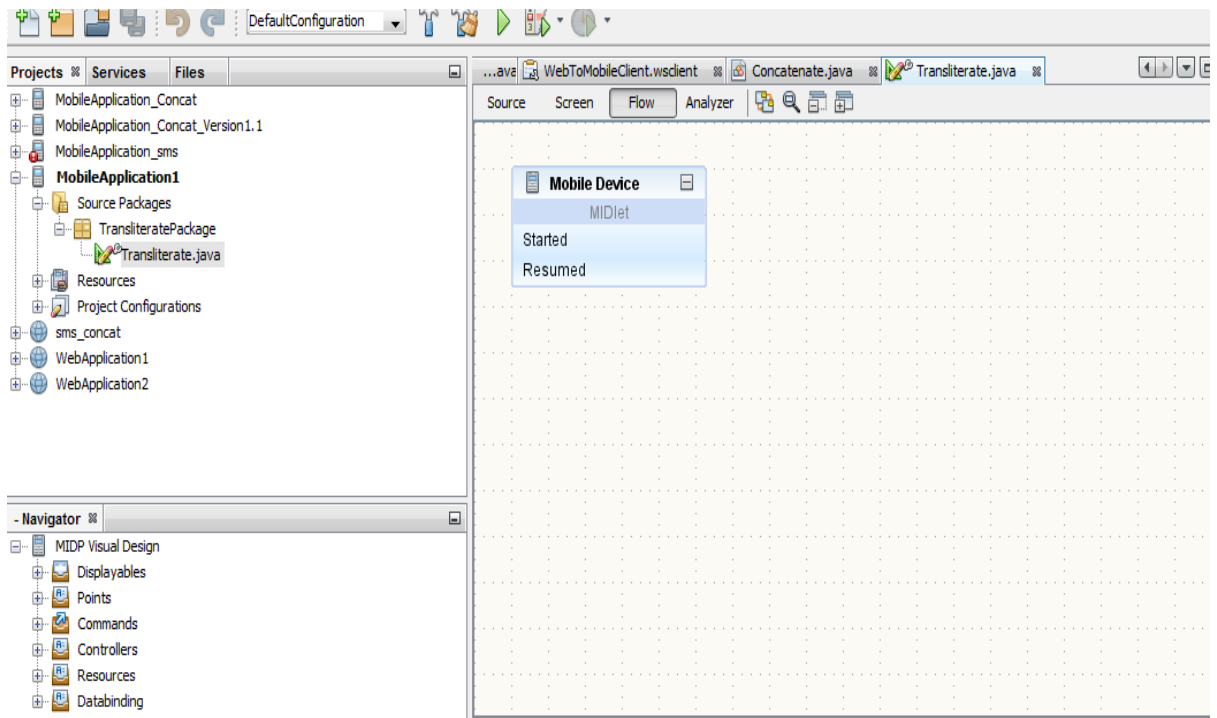 DefaultConfiguration
Projects Services Files
MobileApplication_Concat
MobileApplication_Concat_Version1.1
MobileApplication_sms
MobileApplication1
Source Packages
TransliteratePackage
Transliterate.java
Resources
Project Configurations
sms_concat
WebApplication1
WebApplication2
- Navigator
MIDP Visual Design
Displayables
Points
Commands
Controllers
Resources
Databinding
...ava WebToMobileClient.wsclient Concatenate.java Transliterate.java
Source Screen Flow Analyzer
Mobile Device
MIDlet
Started
Resumed